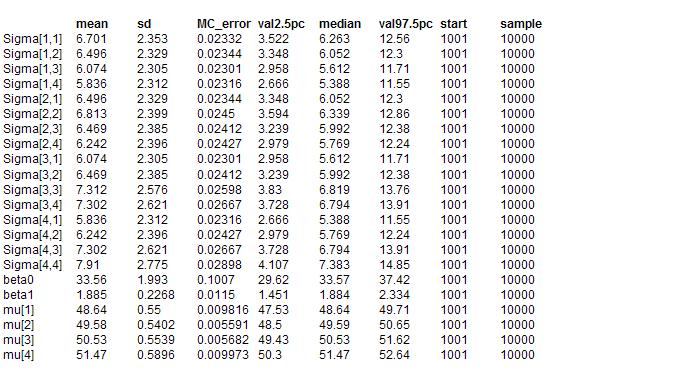 mean sd MC_error val2.5pc median val97.5pc start sample
Sigma[1,1] 6.701 2.353 0.02332 3.522 6.263 12.56 1001 10000
Sigma[1,2] 6.496 2.329 0.02344 3.348 6.052 12.3 1001 10000
Sigma[1,3] 6.074 2.305 0.02301 2.958 5.612 11.71 1001 10000
Sigma[1,4] 5.836 2.312 0.02316 2.666 5.388 11.55 1001 10000
Sigma[2,1] 6.496 2.329 0.02344 3.348 6.052 12.3 1001 10000
Sigma[2,2] 6.813 2.399 0.0245 3.594 6.339 12.86 1001 10000
Sigma[2,3] 6.469 2.385 0.02412 3.239 5.992 12.38 1001 10000
Sigma[2,4] 6.242 2.396 0.02427 2.979 5.769 12.24 1001 10000
Sigma[3,1] 6.074 2.305 0.02301 2.958 5.612 11.71 1001 10000
Sigma[3,2] 6.469 2.385 0.02412 3.239 5.992 12.38 1001 10000
Sigma[3,3] 7.312 2.576 0.02598 3.83 6.819 13.76 1001 10000
Sigma[3,4] 7.302 2.621 0.02667 3.728 6.794 13.91 1001 10000
Sigma[4,1] 5.836 2.312 0.02316 2.666 5.388 11.55 1001 10000
Sigma[4,2] 6.242 2.396 0.02427 2.979 5.769 12.24 1001 10000
Sigma[4,3] 7.302 2.621 0.02667 3.728 6.794 13.91 1001 10000
Sigma[4,4] 7.91 2.775 0.02898 4.107 7.383 14.85 1001 10000
beta0 33.56 1.993 0.1007 29.62 33.57 37.42 1001 10000
beta1 1.885 0.2268 0.0115 1.451 1.884 2.334 1001 10000
mu[1] 48.64 0.55 0.009816 47.53 48.64 49.71 1001 10000
mu[2] 49.58 0.5402 0.005591 48.5 49.59 50.65 1001 10000
mu[3] 50.53 0.5539 0.005682 49.43 50.53 51.62 1001 10000
mu[4] 51.47 0.5896 0.009973 50.3 51.47 52.64 1001 10000